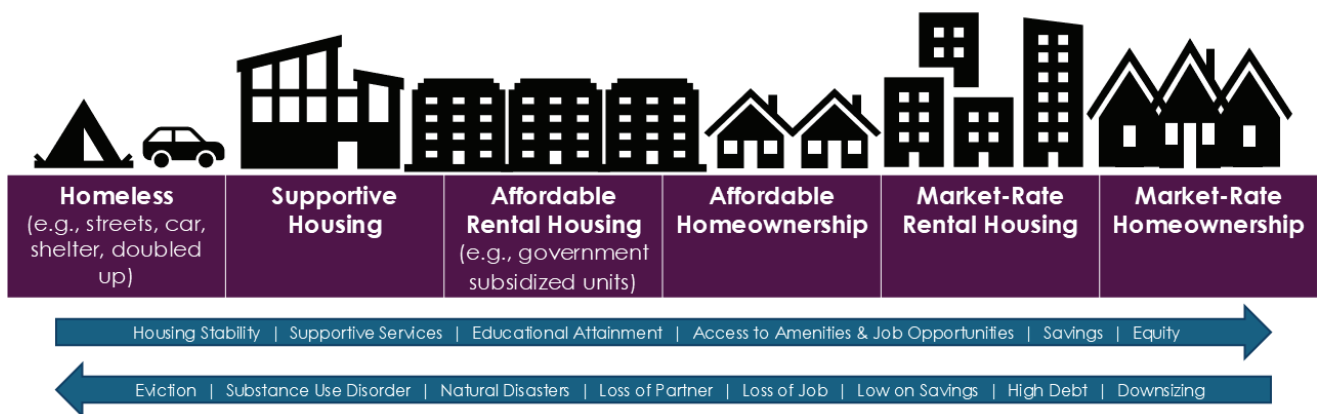 Homeless
(e.g., streets, car,
shelter, doubled
up)
Supportive
Housing
Affordable
Rental Housing
(e.g., government
subsidized units)
Affordable
Homeownership
Market-Rate
Rental Housing
Market-Rate
Homeownership
Housing Stability | Supportive Services | Educational Attainment | Access to Amenities & Job Opportunities | Savings | Equity
Eviction | Substance Use Disorder | Natural Disasters | Loss of Partner | Loss of Job | Low on Savings | High Debt | Downsizing